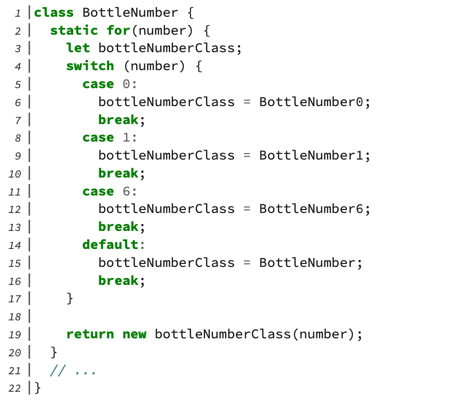 1 class BottleNumber {
2   static for(number) {
3     let bottleNumberClass;
4     switch (number) {
5       case 0:
6         bottleNumberClass = BottleNumber0;
7         break;
8       case 1:
9         bottleNumberClass = BottleNumber1;
10         break;
11       case 6:
12         bottleNumberClass = BottleNumber6;
13         break;
14       default:
15         bottleNumberClass = BottleNumber;
16         break;
17     }
18
19     return new bottleNumberClass(number);
20   }
21   // ...
22 }